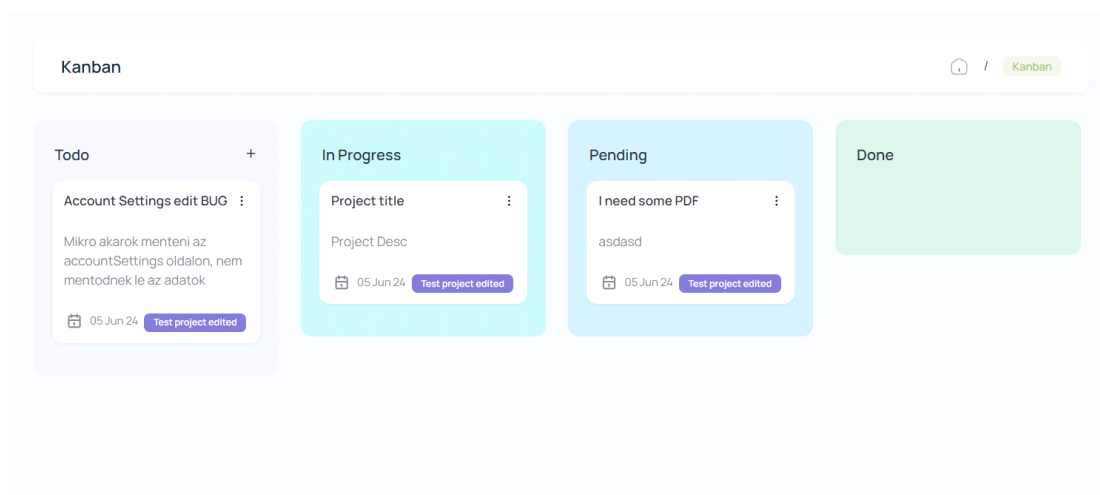 Kanban
/
Kanban
Todo
+
Account Settings edit BUG
Mikro akarok menteni az
accountSettings oldalon, nem
mentodnek le az adatok
05 Jun 24
Test project edited
In Progress
Project title
Project Desc
05 Jun 24
Test project edited
Pending
I need some PDF
asdasd
05 Jun 24
Test project edited
Done